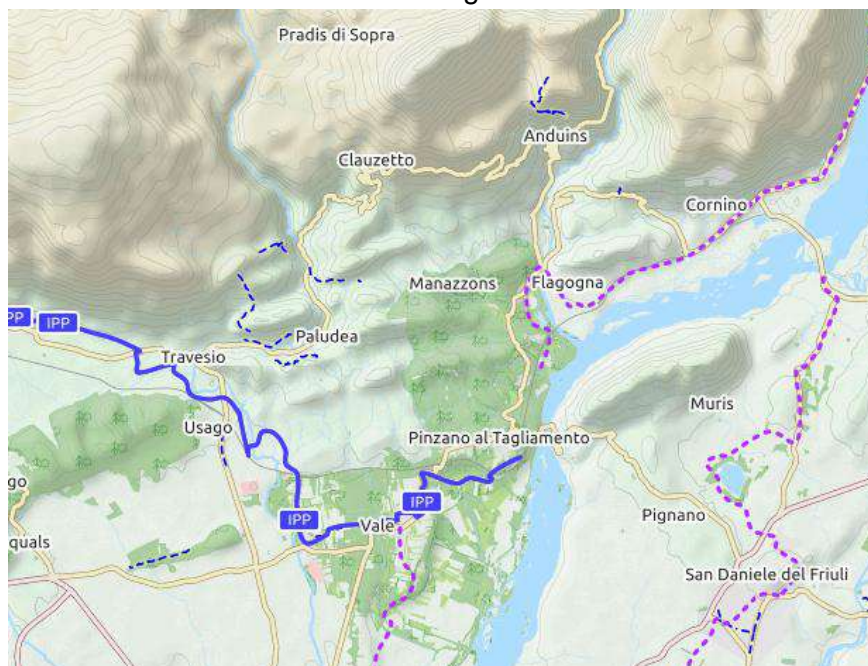 Pradis di Sopra
Anduins
Clauzetto
Cornino
Manazzons
Flagogna
PP
IPP
Paludea
Travesio
Muris
Usago
Pinzano al Tagliamento
go
IPP
IPP
Vale
Pignano
quals
San Daniele del Friuli